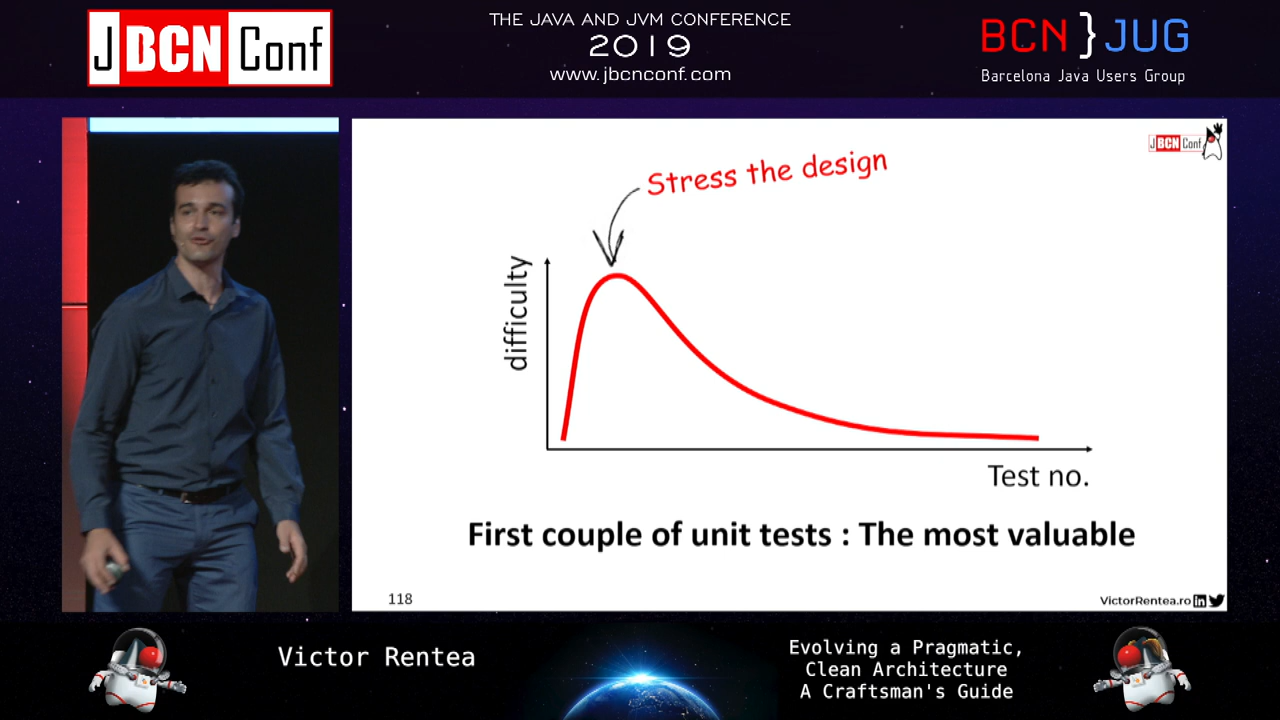 JBCNConf
THE JAVA AND JVM CONFERENCE
2019
www.jbcnconf.com
BCN}JUG
Barcelona Java Users Group
JBCNConf
Stress the design
difficulty
Test no.
First couple of unit tests : The most valuable
118
VictorRentea.ro
Victor Rentea
Evolving a Pragmatic,
Clean Architecture
A Craftsman's Guide